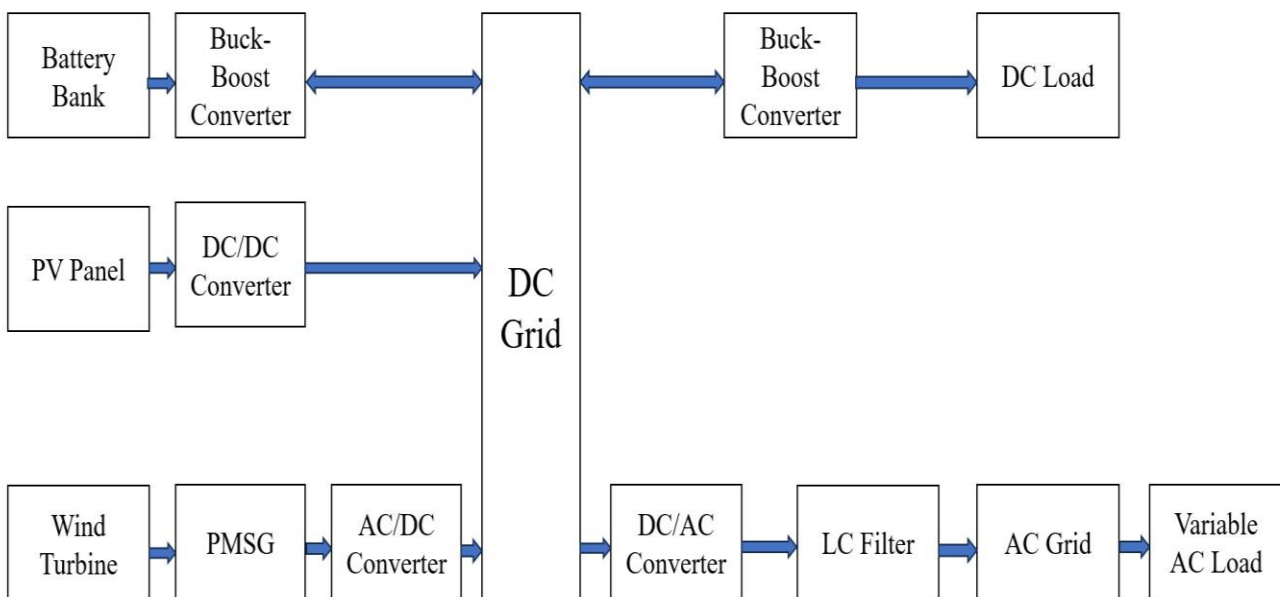 Battery
Bank
Buck-
Boost
Converter
Buck-
Boost
Converter
DC Load
PV Panel
DC/DC
Converter
DC
Grid
Wind
Turbine
PMSG
AC/DC
Converter
DC/AC
Converter
LC Filter
AC Grid
Variable
AC Load